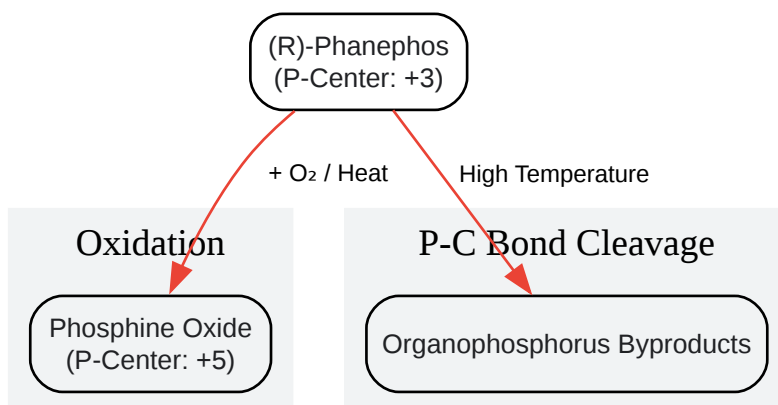 (R)-Phanephos
(P-Center: +3)
+ O₂ / Heat
High Temperature
Oxidation
P-C Bond Cleavage
Phosphine Oxide
(P-Center: +5)
Organophosphorus Byproducts